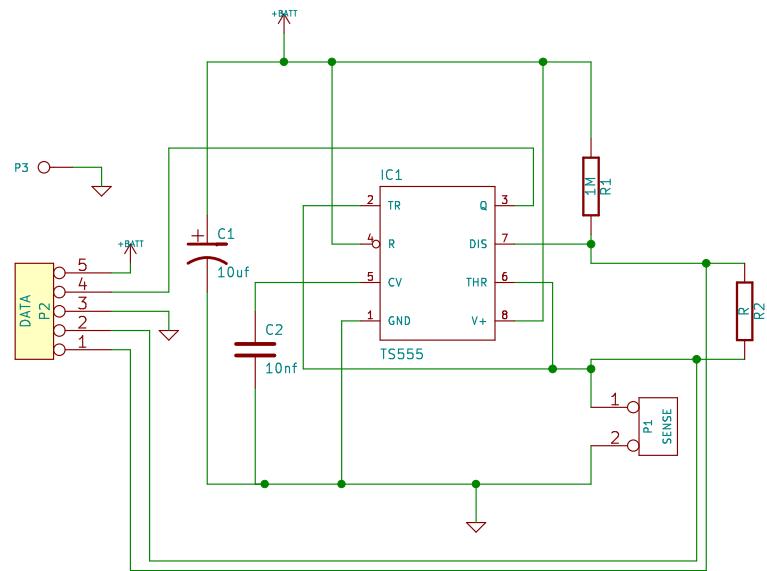 +BATT
P3
+BATT
DATA
P2
5
4
3
2
1
C1
10uf
C2
10nf
IC1
2 TR Q 3
4 R DIS 7
5 CV THR 6
1 GND V+ 8
TS555
1M
R1
R
R2
1
2
P1
SENSE